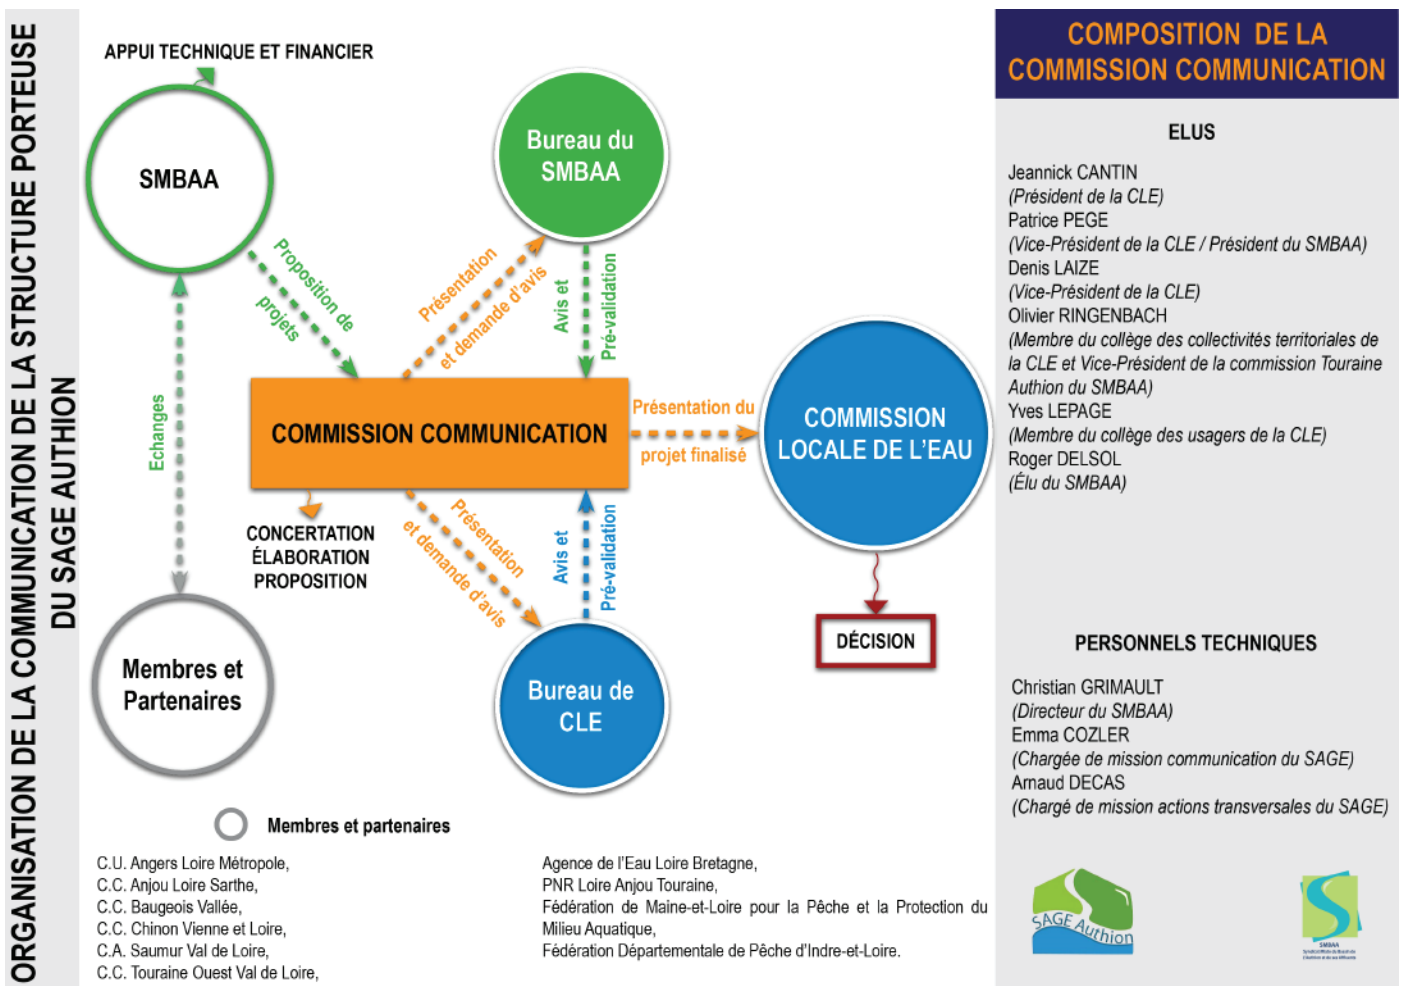 ORGANISATION DE LA COMMUNICATION DE LA STRUCTURE PORTEUSE
DU SAGE AUTHION
APPUI TECHNIQUE ET FINANCIER
SMBAA
Bureau du
SMBAA
Proposition de
projets
Présentation
et demande d'avis
Avis et
Pré-validation
Echanges
COMMISSION COMMUNICATION
Présentation du
projet finalisé
COMMISSION
LOCALE DE L'EAU
CONCERTATION
ÉLABORATION
PROPOSITION
Présentation
et demande d'avis
Avis et
Pré-validation
DÉCISION
Membres et
Partenaires
Bureau de
CLE
Membres et partenaires
C.U. Angers Loire Métropole,
C.C. Anjou Loire Sarthe,
C.C. Baugeois Vallée,
C.C. Chinon Vienne et Loire,
C.A. Saumur Val de Loire,
C.C. Touraine Ouest Val de Loire,
Agence de l'Eau Loire Bretagne,
PNR Loire Anjou Touraine,
Fédération de Maine-et-Loire pour la Pêche et la Protection du
Milieu Aquatique,
Fédération Départementale de Pêche d'Indre-et-Loire.
COMPOSITION DE LA
COMMISSION COMMUNICATION
ELUS
Jeannick CANTIN
(Président de la CLE)
Patrice PEGE
(Vice-Président de la CLE / Président du SMBAA)
Denis LAIZE
(Vice-Président de la CLE)
Olivier RINGENBACH
(Membre du collège des collectivités territoriales de
la CLE et Vice-Président de la commission Touraine
Authion du SMBAA)
Yves LEPAGE
(Membre du collège des usagers de la CLE)
Roger DELSOL
(Élu du SMBAA)
PERSONNELS TECHNIQUES
Christian GRIMAULT
(Directeur du SMBAA)
Emma COZLER
(Chargée de mission communication du SAGE)
Arnaud DECAS
(Chargé de mission actions transversales du SAGE)
SAGE Authion
SMBAA